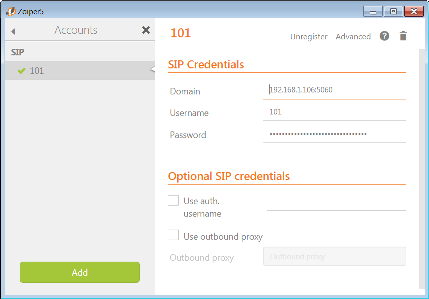 Zoiper5
Accounts
SIP
101
Add
101
Unregister Advanced ?
SIP Credentials
Domain 192.168.1.106:5060
Username 101
Password ••••••••••••••••••••••••••••••••
Optional SIP credentials
Use auth.
username
Use outbound proxy
Outbound proxy Outbound proxy